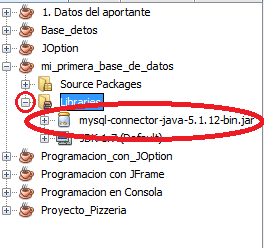 1. Datos del aportante
Base_detos
JOption
mi_primera_base_de_datos
Source Packages
Libraries
mysql-connector-java-5.1.12-bin.jar
JDK 1.7 (Default)
Programacion_con_JOption
Programacion con JFrame
Programacion en Consola
Proyecto_Pizzeria